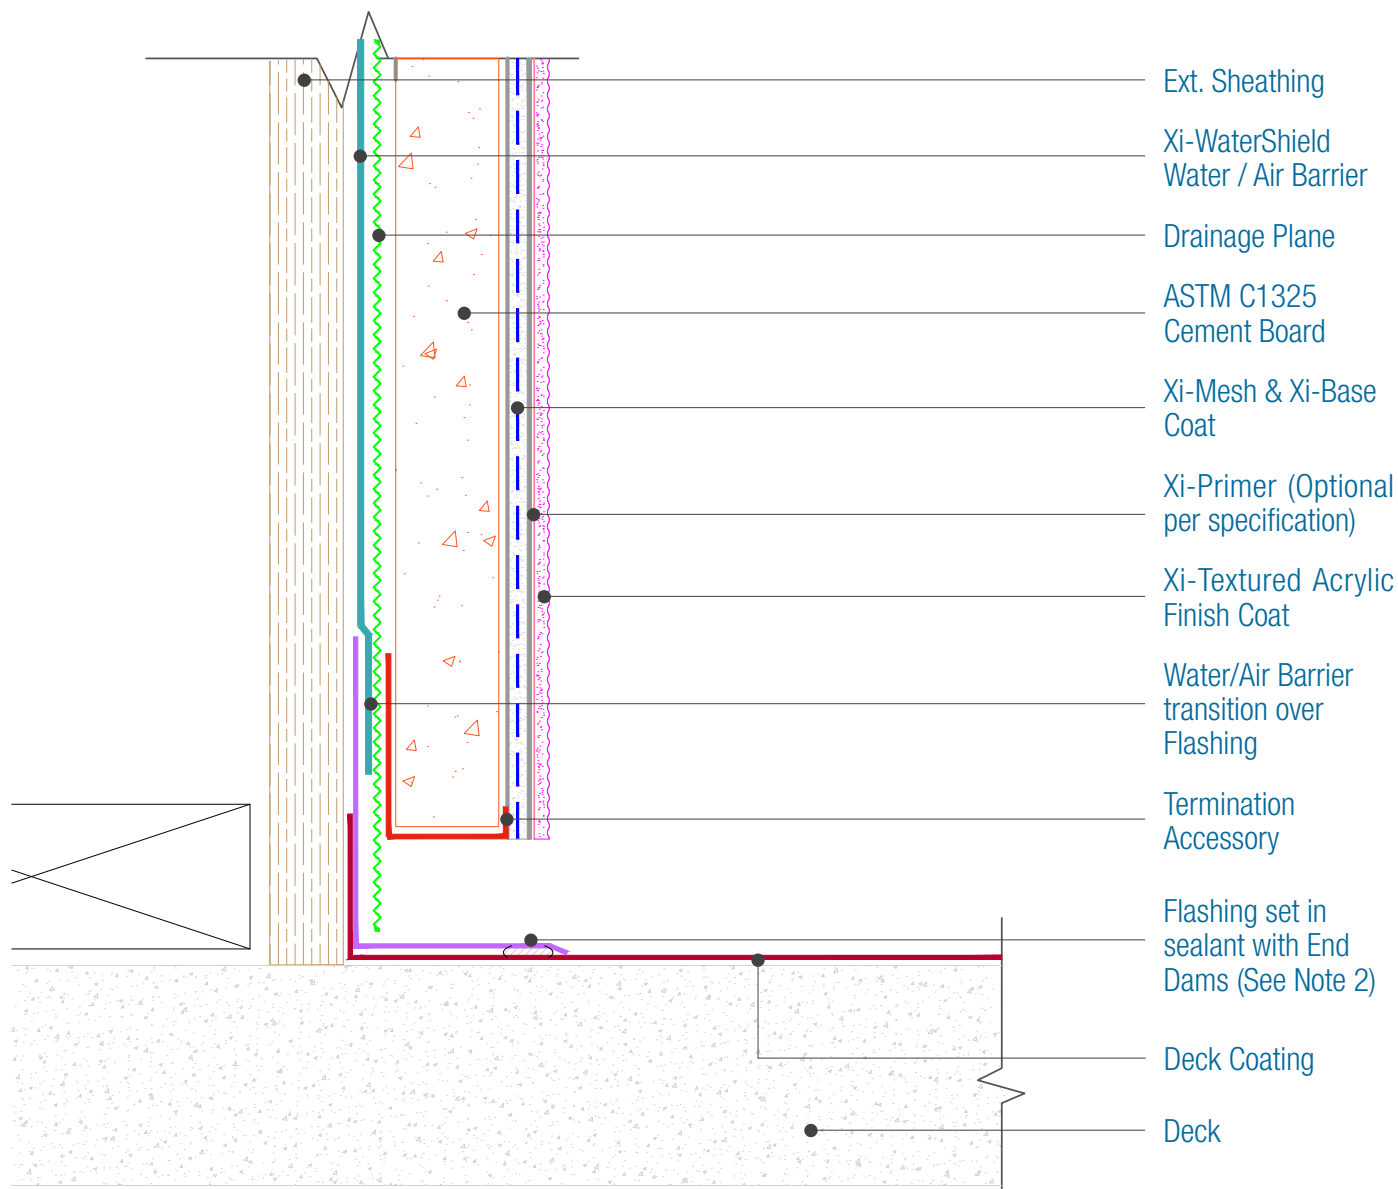 Ext. Sheathing
Xi-WaterShield
Water / Air Barrier
Drainage Plane
ASTM C1325
Cement Board
Xi-Mesh & Xi-Base
Coat
Xi-Primer (Optional
per specification)
Xi-Textured Acrylic
Finish Coat
Water/Air Barrier
transition over
Flashing
Termination
Accessory
Flashing set in
sealant with End
Dams (See Note 2)
Deck Coating
Deck